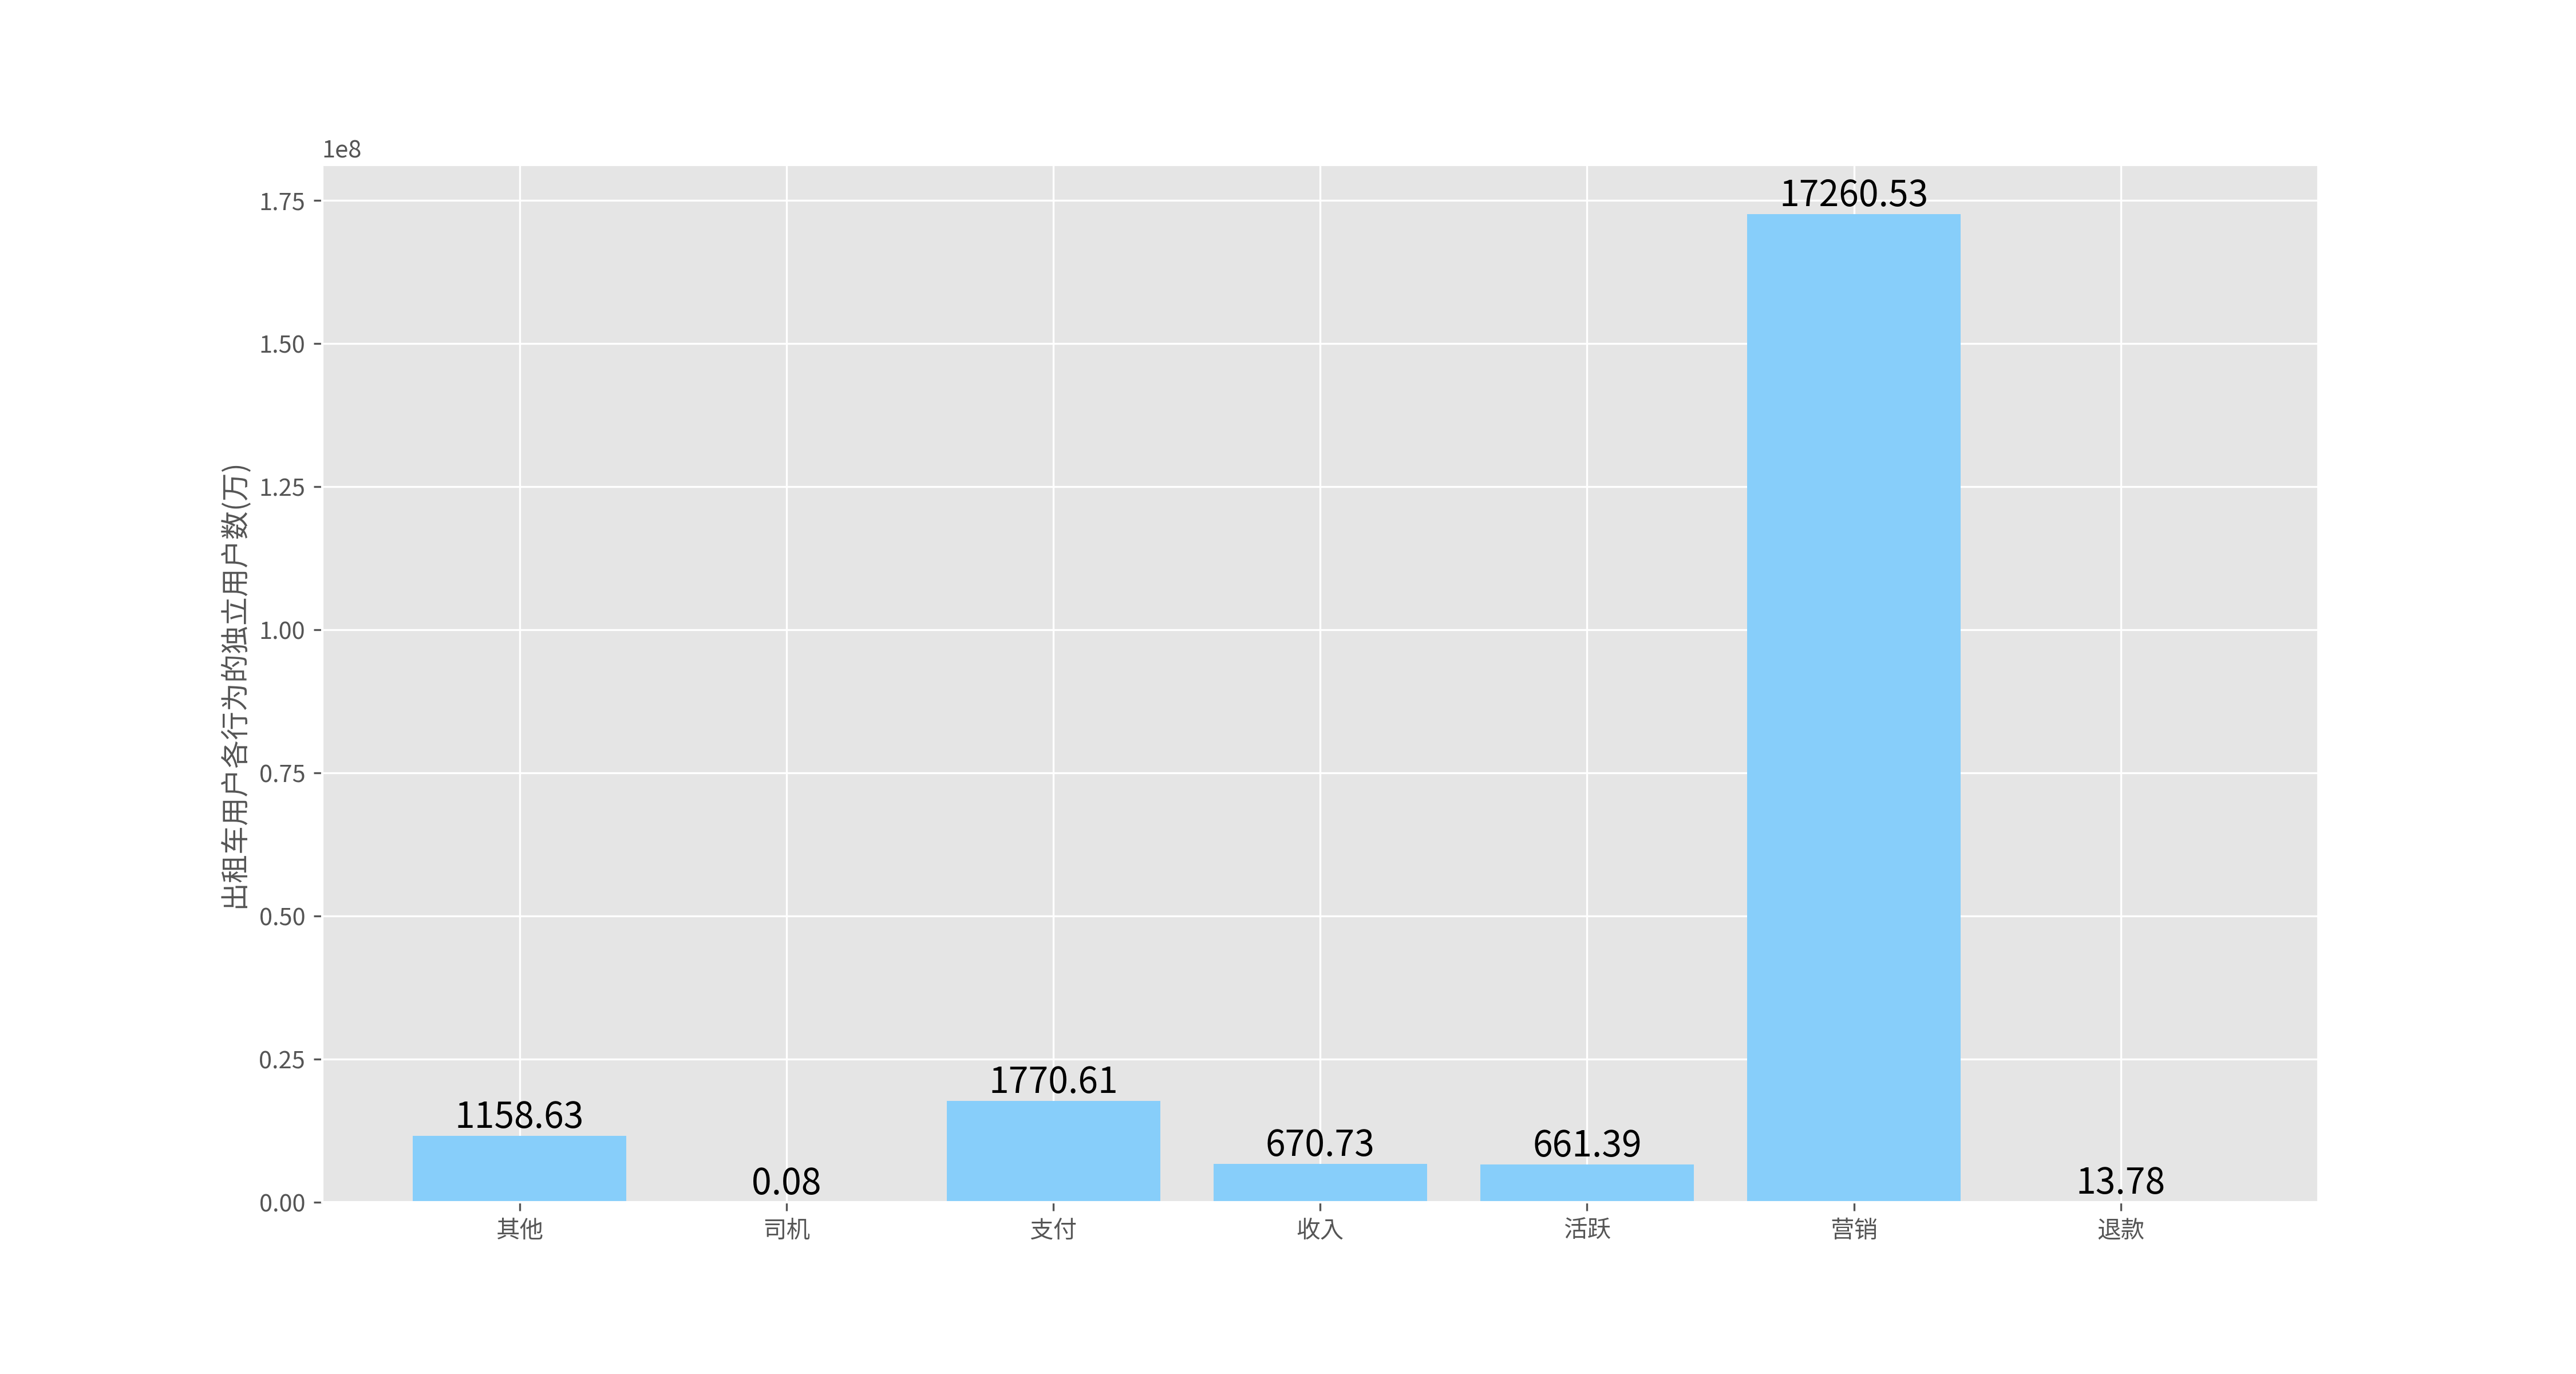 1e8
1.75
1.50
1.25
1.00
0.75
0.50
0.25
0.00
出租车用户各行为的独立用户数(万)
1158.63
0.08
1770.61
670.73
661.39
17260.53
13.78
其他
司机
支付
收入
活跃
营销
退款